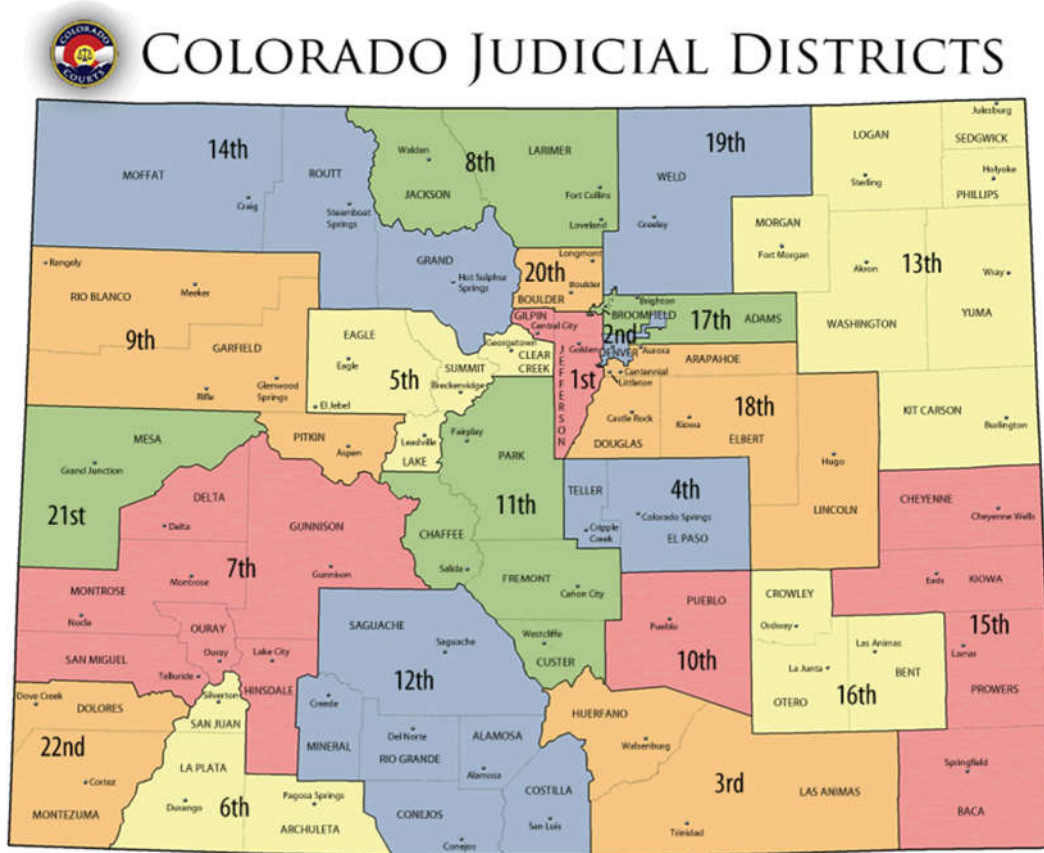 COLORADO
COURTS
COLORADO JUDICIAL DISTRICTS
14th
MOFFAT
ROUTT
Craig
Steamboat
Springs
8th
Walden
JACKSON
LARIMER
Fort Collins
Loveland
19th
WELD
Greeley
LOGAN
Sterling
Julesburg
SEDGWICK
Holyoke
PHILLIPS
MORGAN
Fort Morgan
13th
Akron
WASHINGTON
Wray
YUMA
KIT CARSON
Burlington
GRAND
Hot Sulphur
Springs
20th
Longmont
Boulder
BOULDER
Rangely
RIO BLANCO
Meeker
9th
GARFIELD
Rifle
Glenwood
Springs
PITKIN
Aspen
EAGLE
Eagle
El Jebel
5th
SUMMIT
Breckenridge
Georgetown
CLEAR
CREEK
Leadville
LAKE
GILPIN
Central City
Golden
JEFFERSON
1st
2nd
DENVER
Brighton
BROOMFIELD
17th
ADAMS
Aurora
ARAPAHOE
Centennial
Littleton
18th
Castle Rock
DOUGLAS
Kiowa
ELBERT
Hugo
LINCOLN
MESA
Grand Junction
21st
DELTA
Delta
GUNNISON
7th
Gunnison
MONTROSE
Montrose
Nucla
OURAY
Ouray
SAN MIGUEL
Telluride
Lake City
HINSDALE
Fairplay
PARK
11th
CHAFFEE
Salida
FREMONT
Cañon City
Westcliffe
CUSTER
TELLER
Cripple
Creek
4th
Colorado Springs
EL PASO
CHEYENNE
Cheyenne Wells
Eads
KIOWA
15th
Lamar
PROWERS
Springfield
BACA
PUEBLO
Pueblo
10th
CROWLEY
Ordway
Las Animas
La Junta
BENT
OTERO
16th
SAGUACHE
Saguache
12th
Creede
MINERAL
Del Norte
RIO GRANDE
ALAMOSA
Alamosa
CONEJOS
Conejos
COSTILLA
San Luis
HUERFANO
Walsenburg
3rd
LAS ANIMAS
Trinidad
Dove Creek
DOLORES
22nd
Cortez
MONTEZUMA
Silverton
SAN JUAN
LA PLATA
Durango
6th
Pagosa Springs
ARCHULETA